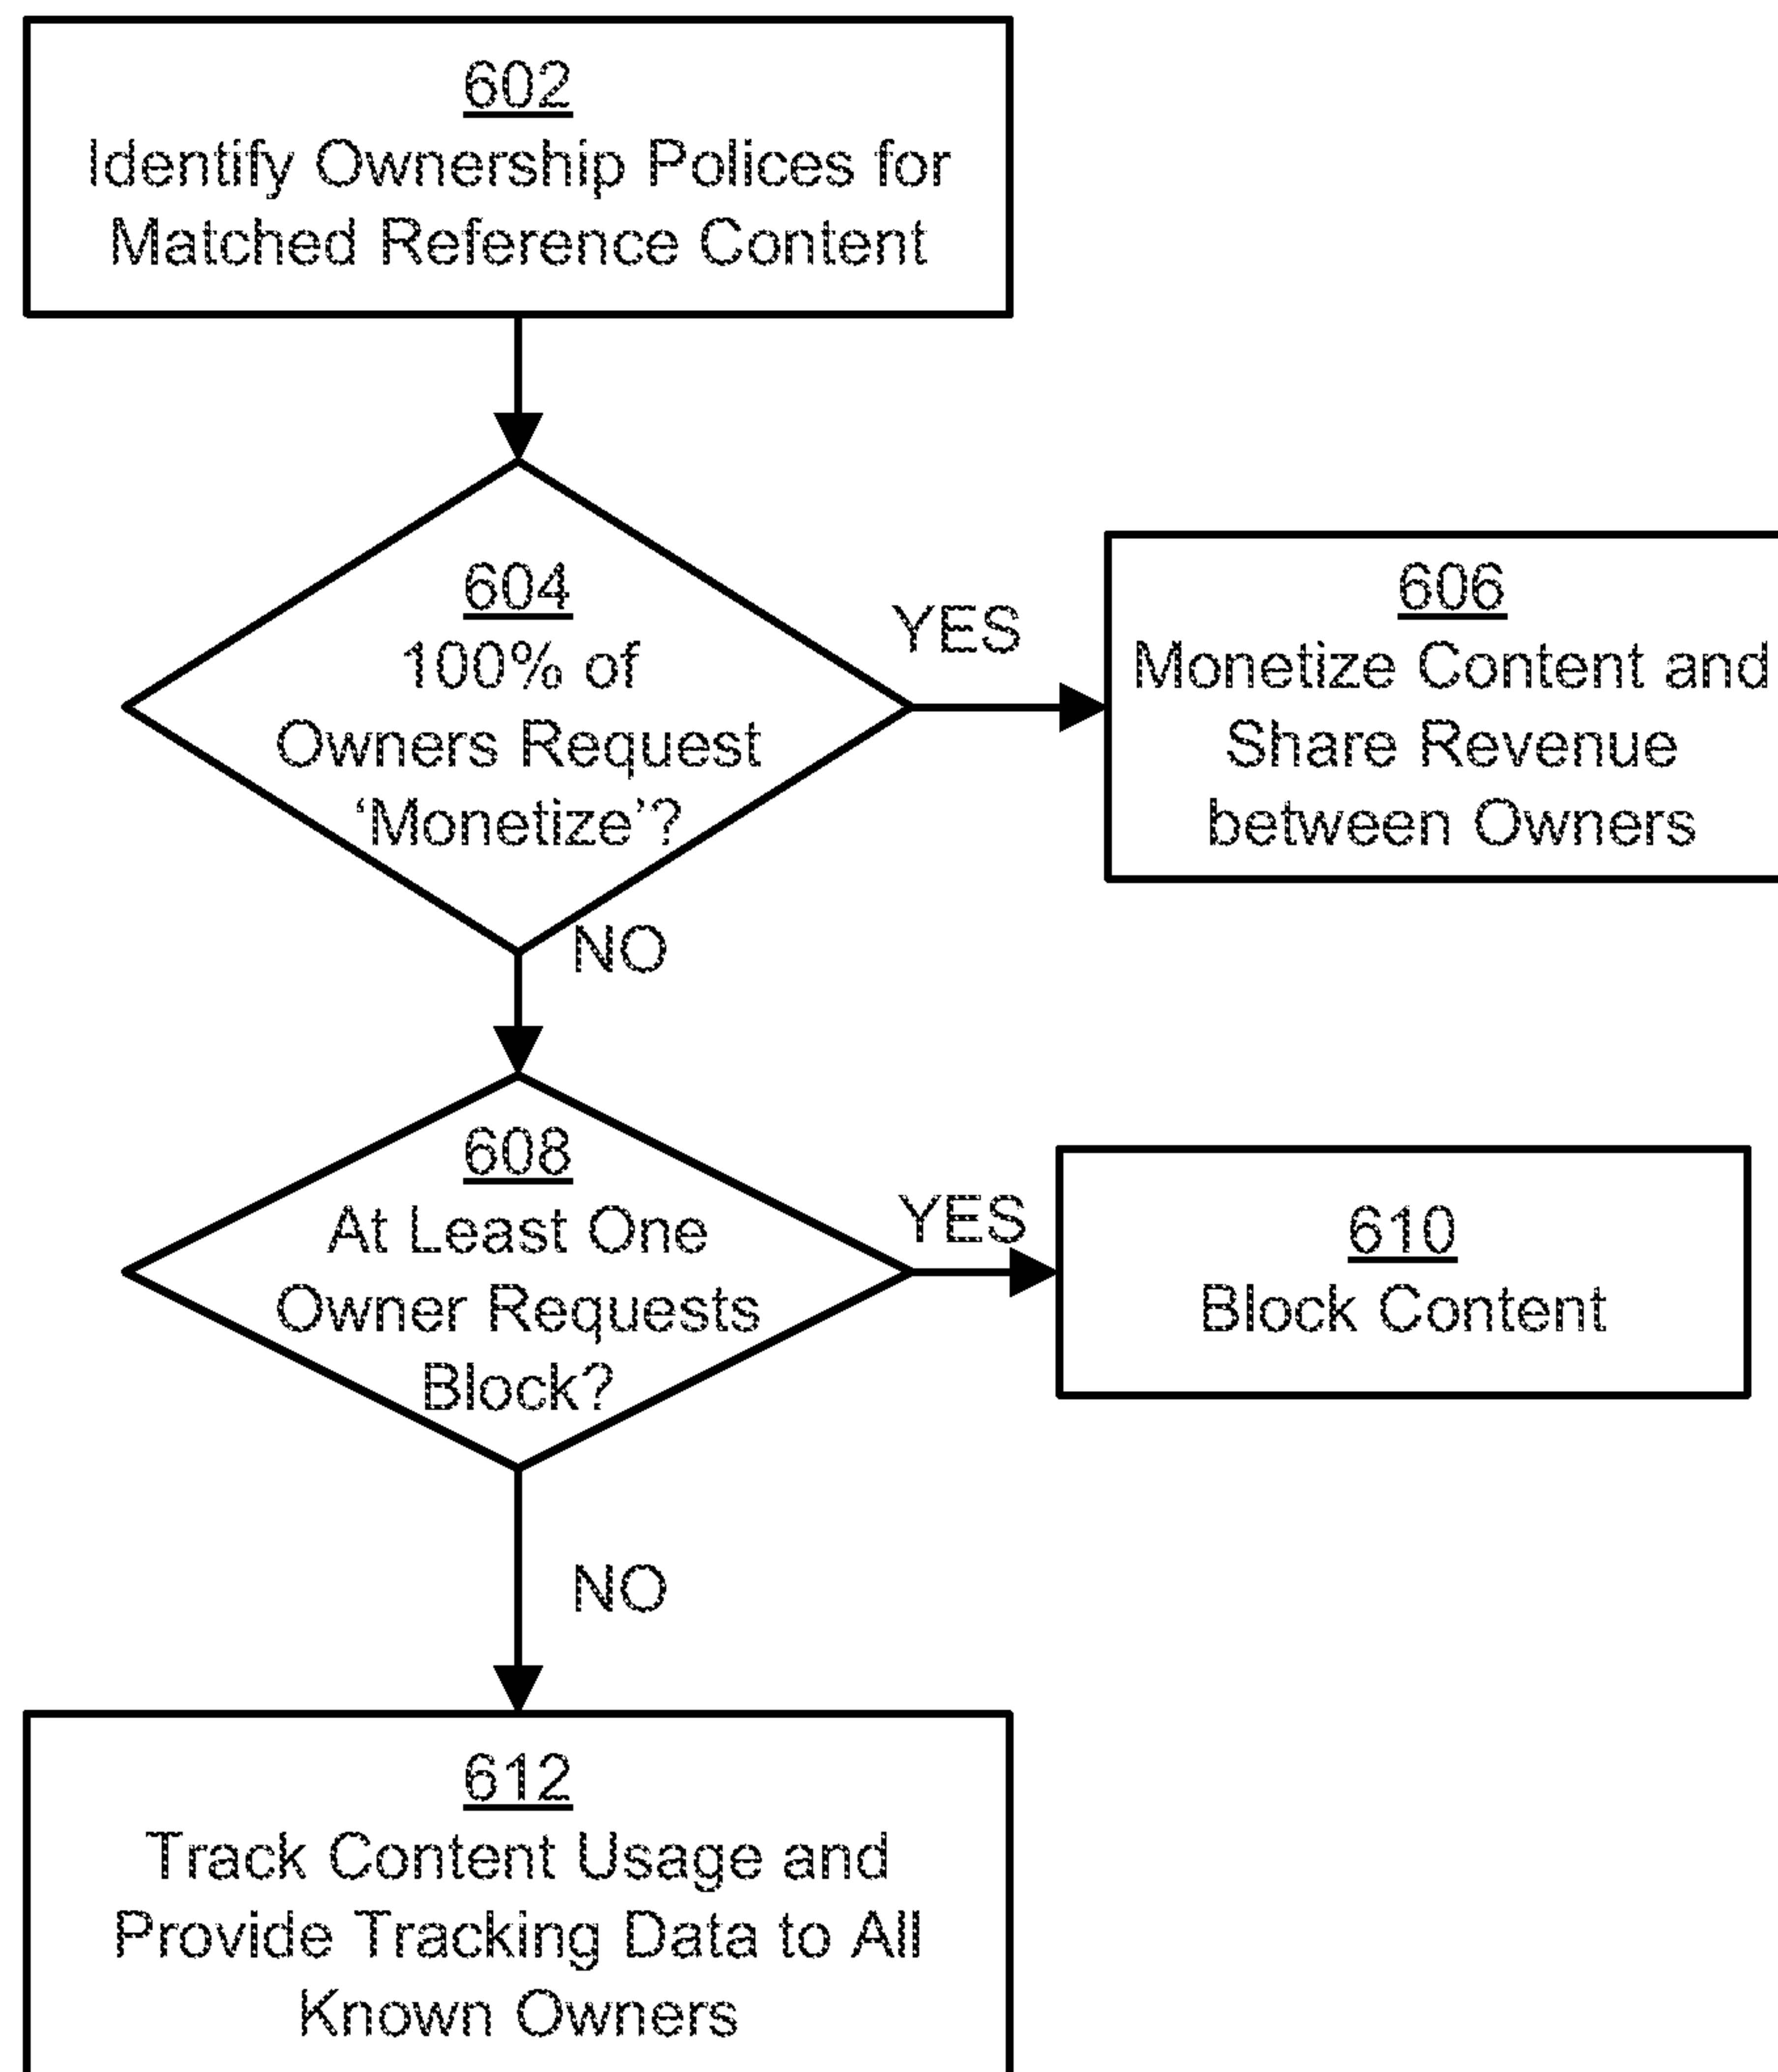 602
Identify Ownership Polices for
Matched Reference Content
604
100% of
Owners Request
‘Monetize’?
YES
606
Monetize Content and
Share Revenue
between Owners
NO
608
At Least One
Owner Requests
Block?
YES
610
Block Content
NO
612
Track Content Usage and
Provide Tracking Data to All
Known Owners